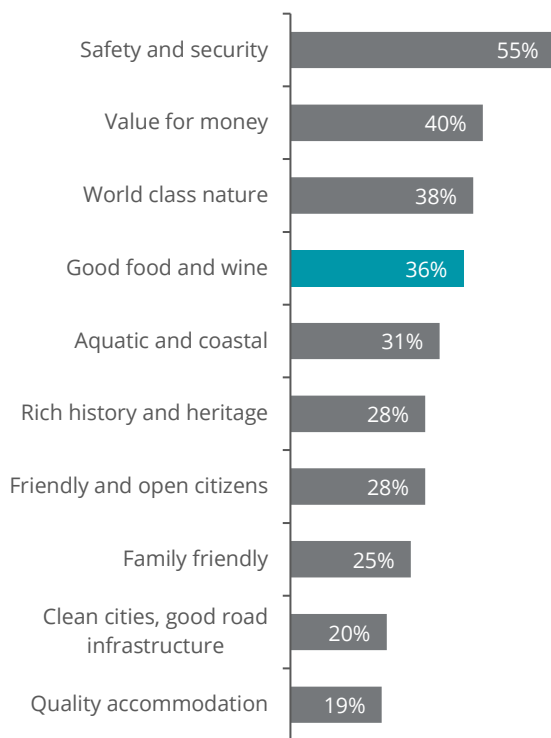 Safety and security 55%
Value for money 40%
World class nature 38%
Good food and wine 36%
Aquatic and coastal 31%
Rich history and heritage 28%
Friendly and open citizens 28%
Family friendly 25%
Clean cities, good road
infrastructure 20%
Quality accommodation 19%